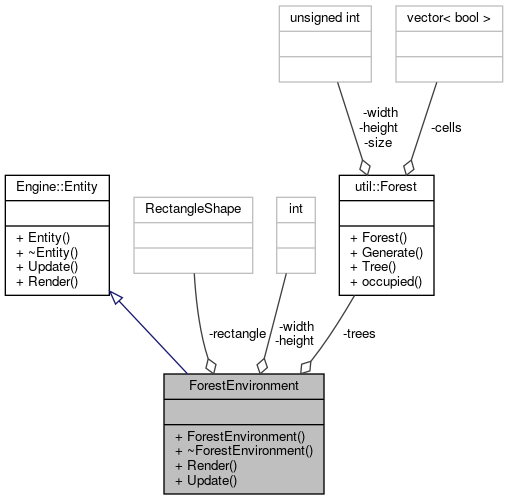 unsigned int
vector< bool >
-width
-height
-size
-cells
Engine::Entity
+ Entity()
+ ~Entity()
+ Update()
+ Render()
RectangleShape
int
util::Forest
+ Forest()
+ Generate()
+ Tree()
+ occupied()
-rectangle
-width
-height
-trees
ForestEnvironment
+ ForestEnvironment()
+ ~ForestEnvironment()
+ Render()
+ Update()